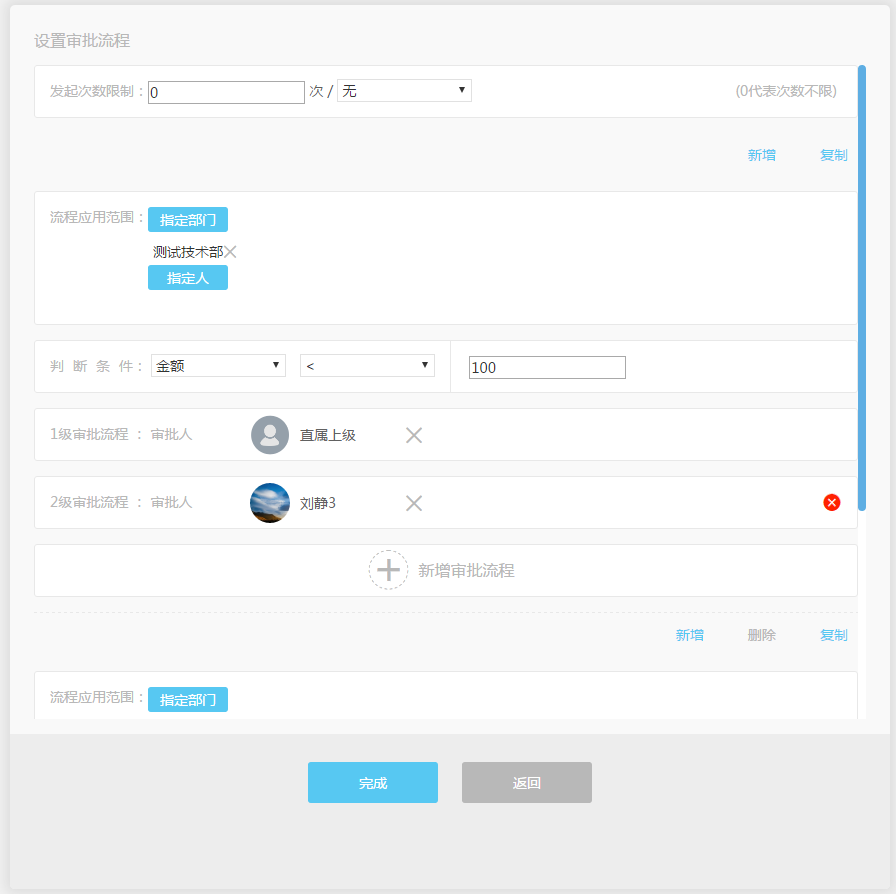 设置审批流程
发起次数限制： 0 次 / 无 (0代表次数不限)
新增 复制
流程应用范围： 指定部门
测试技术部
指定人
判 断 条 件： 金额 < 100
1级审批流程 ： 审批人 直属上级
2级审批流程 ： 审批人 刘静3
新增审批流程
新增 删除 复制
流程应用范围： 指定部门
完成 返回